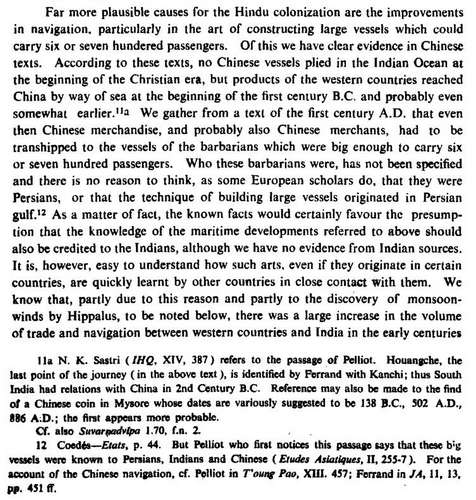 Far more plausible causes for the Hindu colonization are the improvements
in navigation, particularly in the art of constructing large vessels which could
carry six or seven hundred passengers. Of this we have clear evidence in Chinese
texts. According to these texts, no Chinese vessels plied in the Indian Ocean at
the beginning of the Christian era, but products of the western countries reached
China by way of sea at the beginning of the first century B.C. and probably even
somewhat earlier.11a We gather from a text of the first century A.D. that even
then Chinese merchandise, and probably also Chinese merchants, had to be
transhipped to the vessels of the barbarians which were big enough to carry six
or seven hundred passengers. Who these barbarians were, has not been specified
and there is no reason to think, as some European scholars do, that they were
Persians, or that the technique of building large vessels originated in Persian
gulf.12 As a matter of fact, the known facts would certainly favour the presump-
tion that the knowledge of the maritime developments referred to above should
also be credited to the Indians, although we have no evidence from Indian sources.
It is, however, easy to understand how such arts, even if they originate in certain
countries, are quickly learnt by other countries in close contact with them. We
know that, partly due to this reason and partly to the discovery of monsoon-
winds by Hippalus, to be noted below, there was a large increase in the volume
of trade and navigation between western countries and India in the early centuries
11a N. K. Sastri (IHQ, XIV, 387) refers to the passage of Pelliot. Houangche, the
last point of the journey (in the above text), is identified by Ferrand with Kanchi; thus South
India had relations with China in 2nd Century B.C. Reference may also be made to the find
of a Chinese coin in Mysore whose dates are variously suggested to be 138 B.C., 502 A.D.,
886 A.D.; the first appears more probable.
Cf. also Suvarṇadvīpa 1.70, f.n. 2.
12 Coedès—Etats, p. 44. But Pelliot who first notices this passage says that these big
vessels were known to Persians, Indians and Chinese (Etudes Asiatiques, II, 255-7). For the
account of the Chinese navigation, cf. Pelliot in T'oung Pao, XIII. 457; Ferrand in JA, 11, 13,
pp. 451 ff.